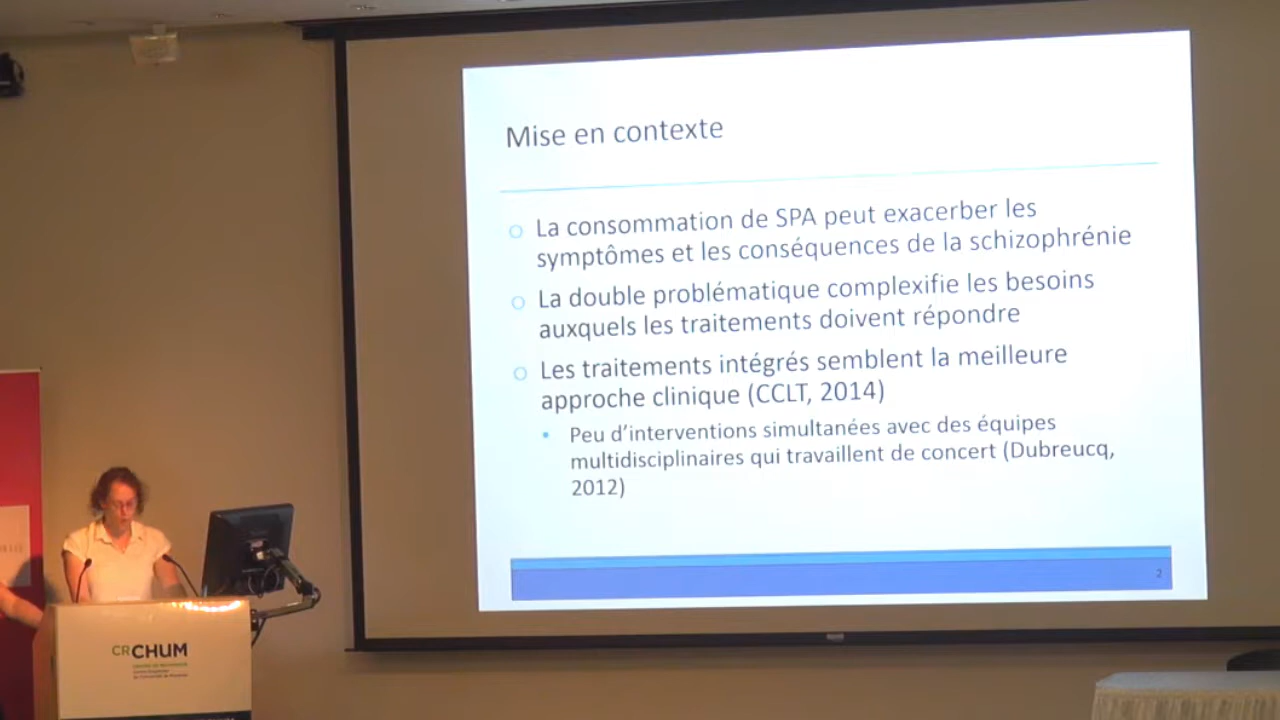 Mise en contexte
La consommation de SPA peut exacerber les
symptômes et les conséquences de la schizophrénie
La double problématique complexifie les besoins
auxquels les traitements doivent répondre
Les traitements intégrés semblent la meilleure
approche clinique (CCLT, 2014)
Peu d'interventions simultanées avec des équipes
multidisciplinaires qui travaillent de concert (Dubreucq,
2012)
2
CRCHUM